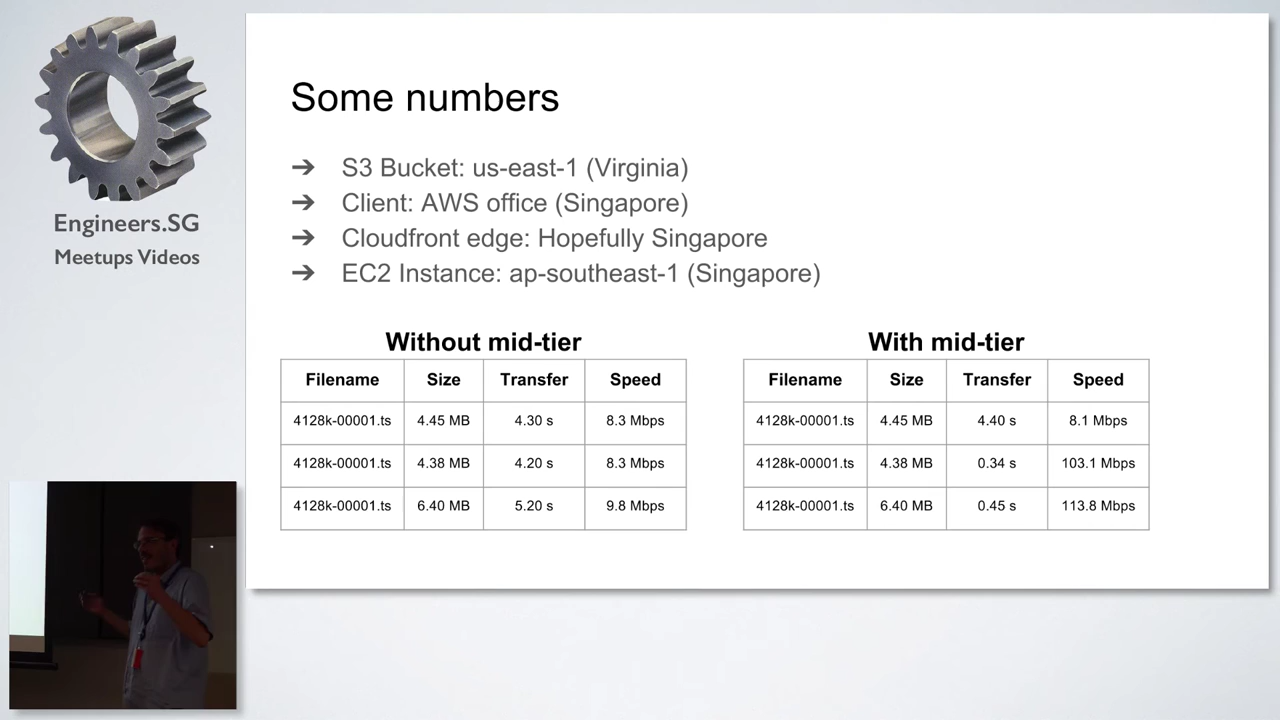 Engineers.SG
Meetups Videos
Some numbers
➔ S3 Bucket: us-east-1 (Virginia)
➔ Client: AWS office (Singapore)
➔ Cloudfront edge: Hopefully Singapore
➔ EC2 Instance: ap-southeast-1 (Singapore)
Without mid-tier
Filename Size Transfer Speed
4128k-00001.ts 4.45 MB 4.30 s 8.3 Mbps
4128k-00001.ts 4.38 MB 4.20 s 8.3 Mbps
4128k-00001.ts 6.40 MB 5.20 s 9.8 Mbps
With mid-tier
Filename Size Transfer Speed
4128k-00001.ts 4.45 MB 4.40 s 8.1 Mbps
4128k-00001.ts 4.38 MB 0.34 s 103.1 Mbps
4128k-00001.ts 6.40 MB 0.45 s 113.8 Mbps